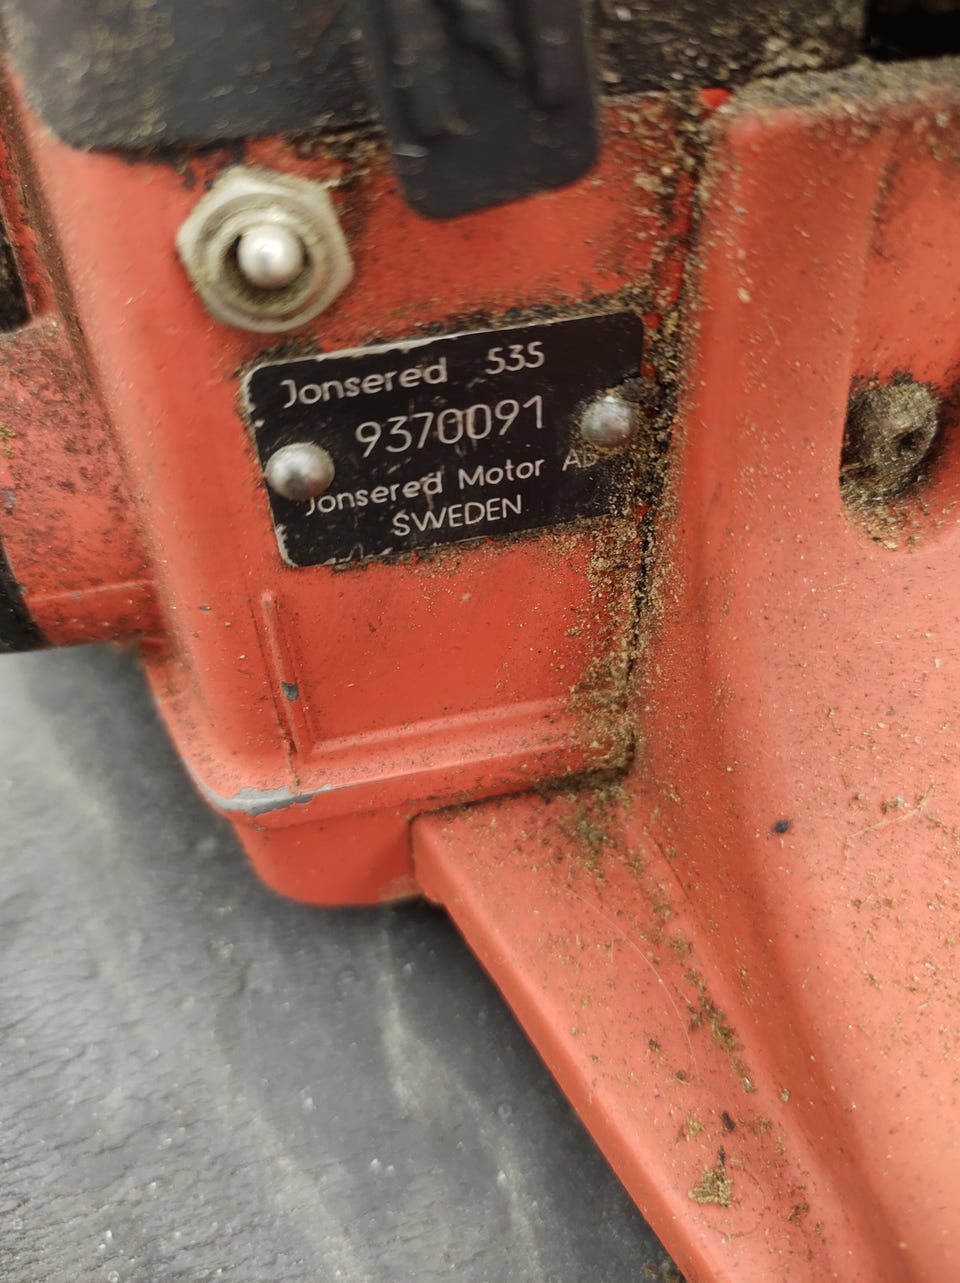 Jonsered 535
9370091
Jonsered Motor AB
SWEDEN